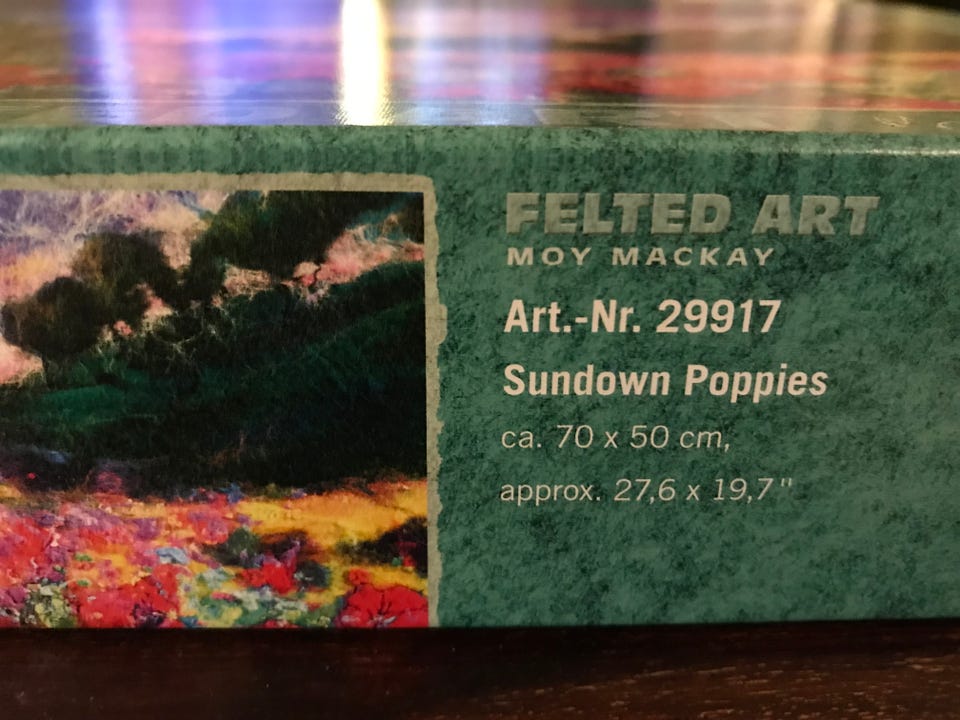 FELTED ART
MOY MACKAY
Art.-Nr. 29917
Sundown Poppies
ca. 70 x 50 cm,
approx. 27,6 x 19,7"